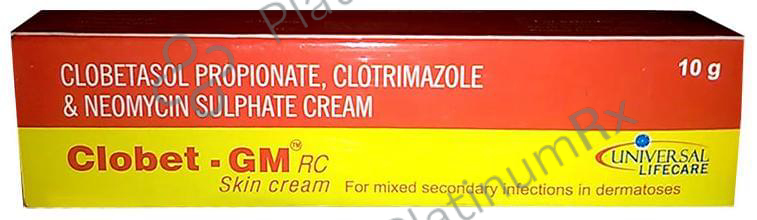 CLOBETASOL PROPIONATE, CLOTRIMAZOLE
& NEOMYCIN SULPHATE CREAM
10 g
Clobet - GM™ RC
Skin cream
For mixed secondary infections in dermatoses
UNIVERSAL
LIFECARE
PlatinumRx